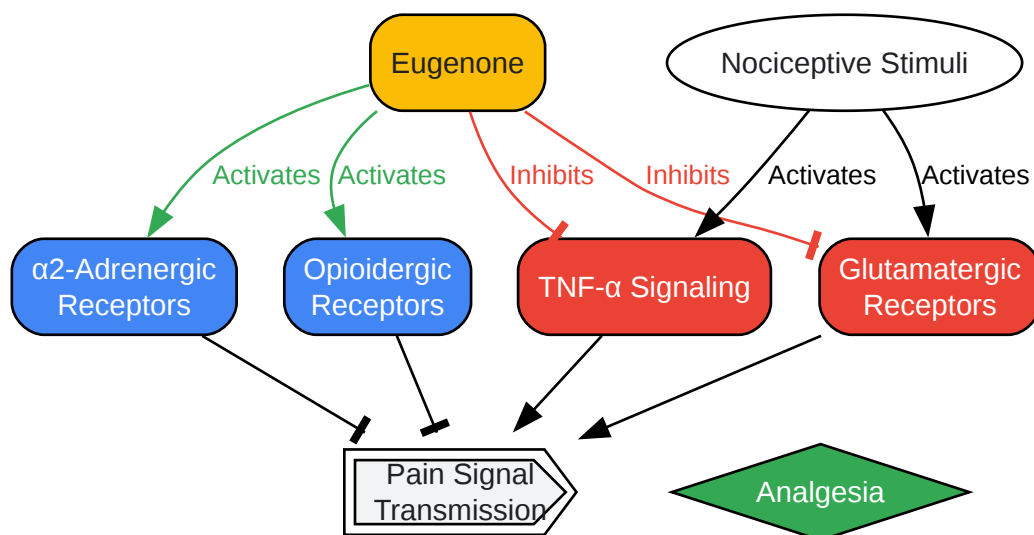 Eugenone
Nociceptive Stimuli
Activates
Activates
Inhibits
Inhibits
Activates
Activates
α2-Adrenergic
Receptors
Opioidergic
Receptors
TNF-α Signaling
Glutamatergic
Receptors
Pain Signal
Transmission
Analgesia